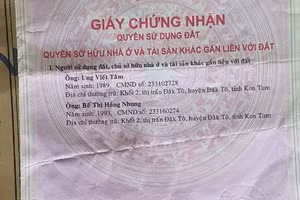 GIẤY CHỨNG NHẬN
QUYỀN SỬ DỤNG ĐẤT
QUYỀN SỞ HỮU NHÀ Ở VÀ TÀI SẢN KHÁC GẮN LIỀN VỚI ĐẤT
I. Người sử dụng đất, chủ sở hữu nhà ở và tài sản khác gắn liền với đất
Ông: Ung Viết Tâm
Năm sinh: 1989, CMND số: 233102728
Địa chỉ thường trú: Khối 2, thị trấn Đăk Tô, huyện Đăk Tô, tỉnh Kon Tum
Ông: Bế Thị Hồng Nhung
Năm sinh: 1993, CMND số: 233160274
Địa chỉ thường trú: Khối 2, thị trấn Đăk Tô, huyện Đăk Tô, tỉnh Kon Tum